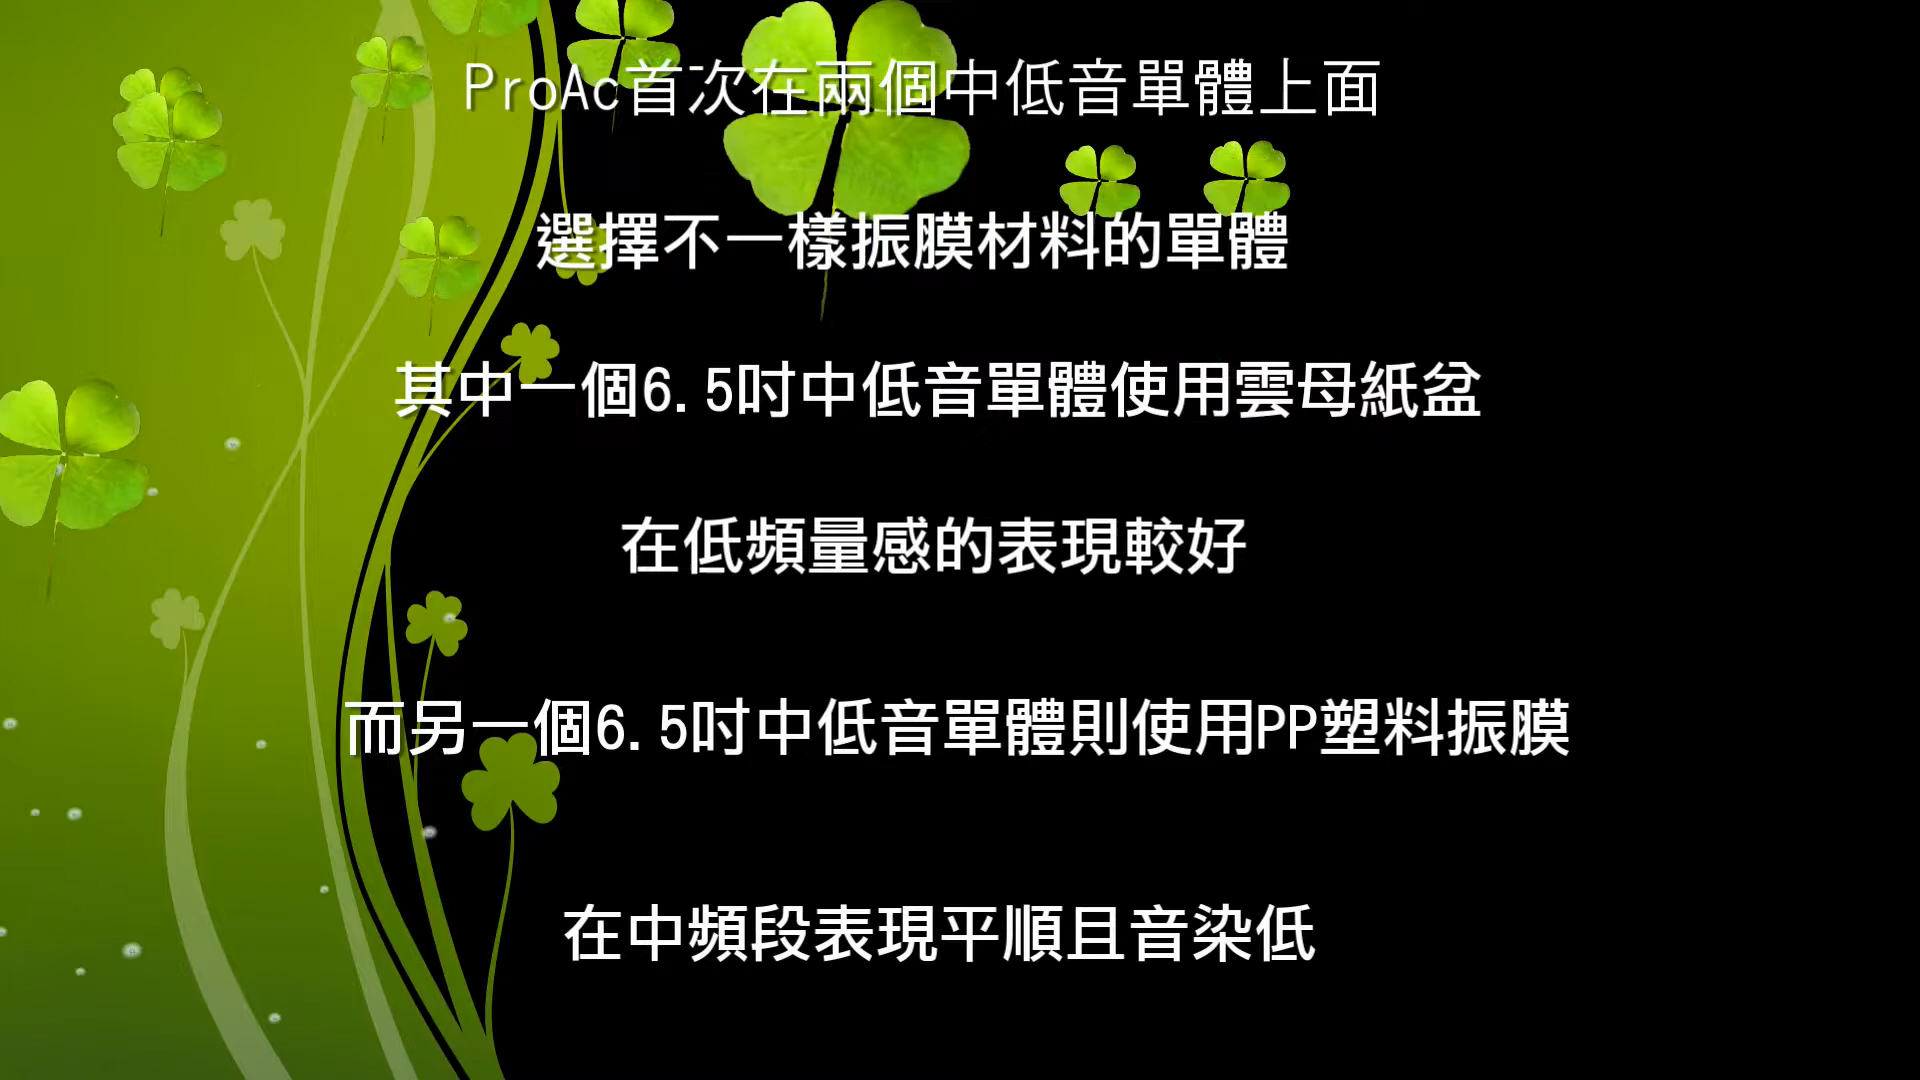 ProAc首次在兩個中低音單體上面
選擇不一樣振膜材料的單體
其中一個6.5吋中低音單體使用雲母紙盆
在低頻量感的表現較好
而另一個6.5吋中低音單體則使用PP塑料振膜
在中頻段表現平順且音染低